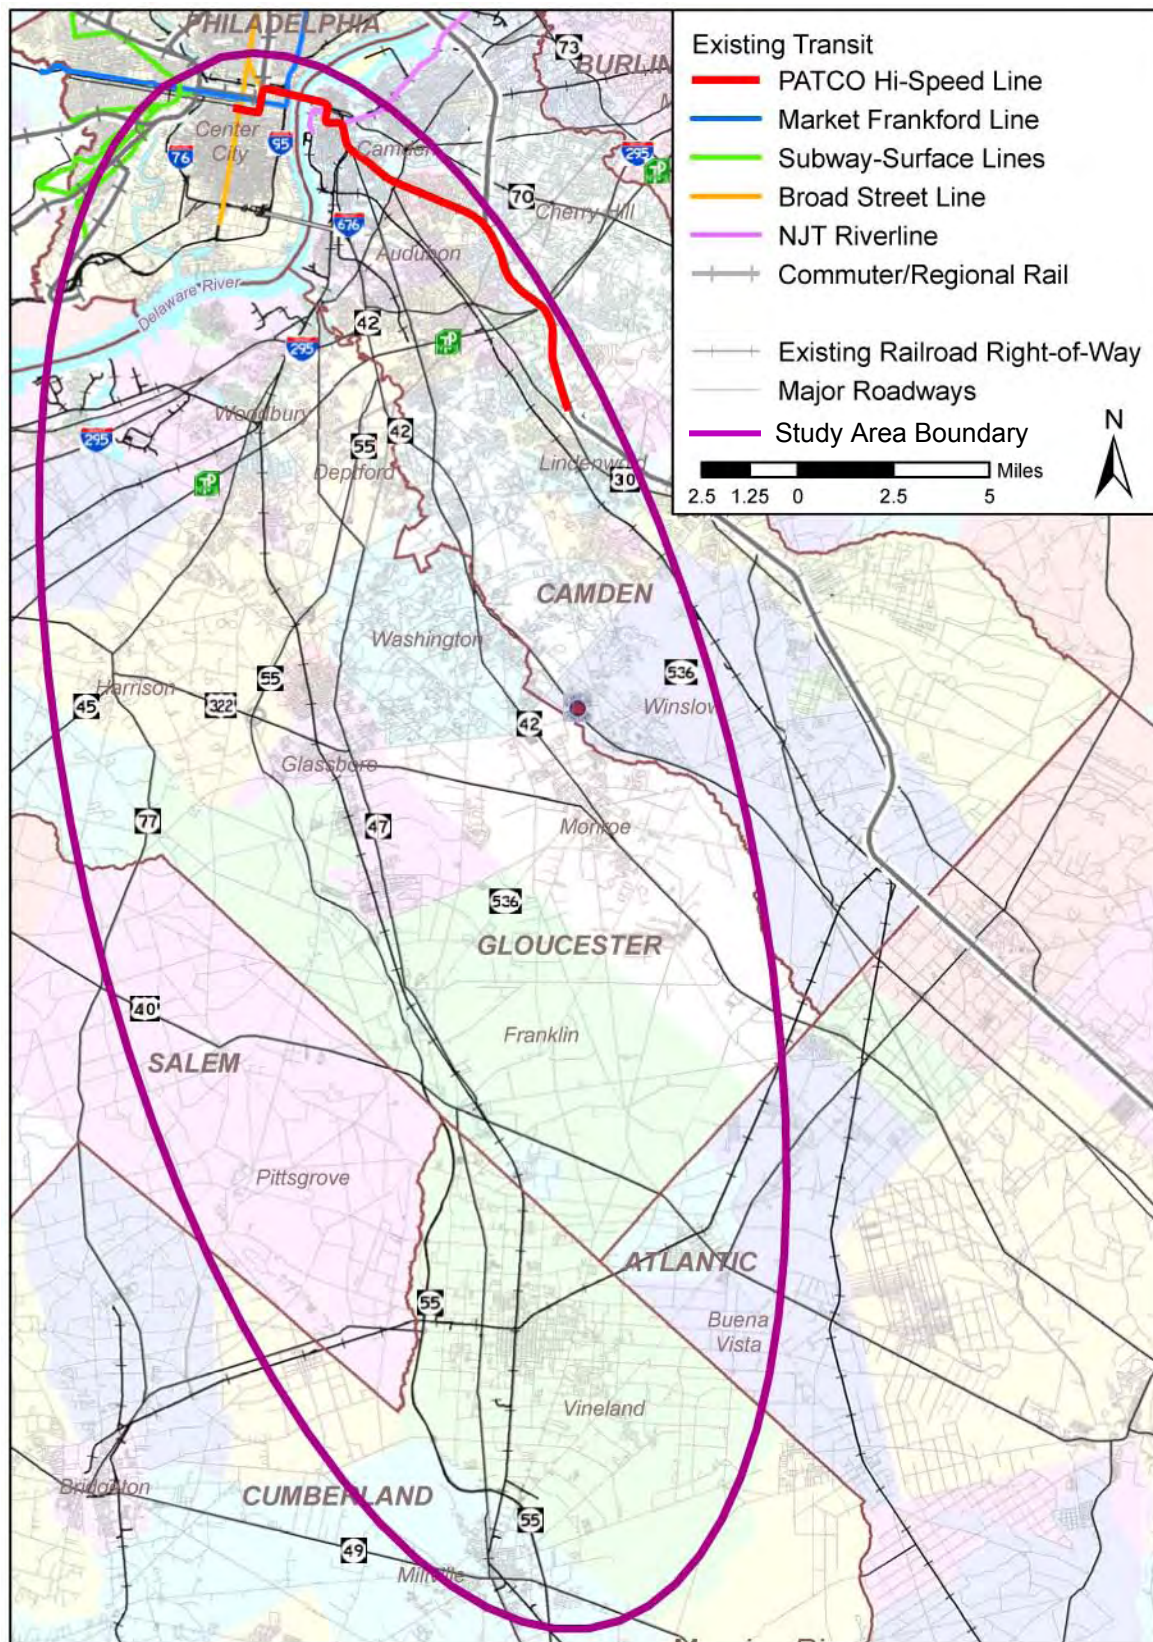 PHILADELPHIA
73
BURLIN
Existing Transit
PATCO Hi-Speed Line
Market Frankford Line
Subway-Surface Lines
Broad Street Line
NJT Riverline
Commuter/Regional Rail
Existing Railroad Right-of-Way
Major Roadways
Study Area Boundary
N
Miles
2.5 1.25 0 2.5 5
Center
City
95
76
Camden
295
TP
70
Cherry Hill
676
Audubon
Delaware River
42
295
TP
Woodbury
295
55
42
Deptford
Lindenwold
30
TP
CAMDEN
Washington
536
55
Harrison
45
322
Winslow
42
Glassboro
77
47
Monroe
536
GLOUCESTER
40
Franklin
SALEM
Pittsgrove
ATLANTIC
55
Buena
Vista
Vineland
Bridgeton
CUMBERLAND
55
49
Millville